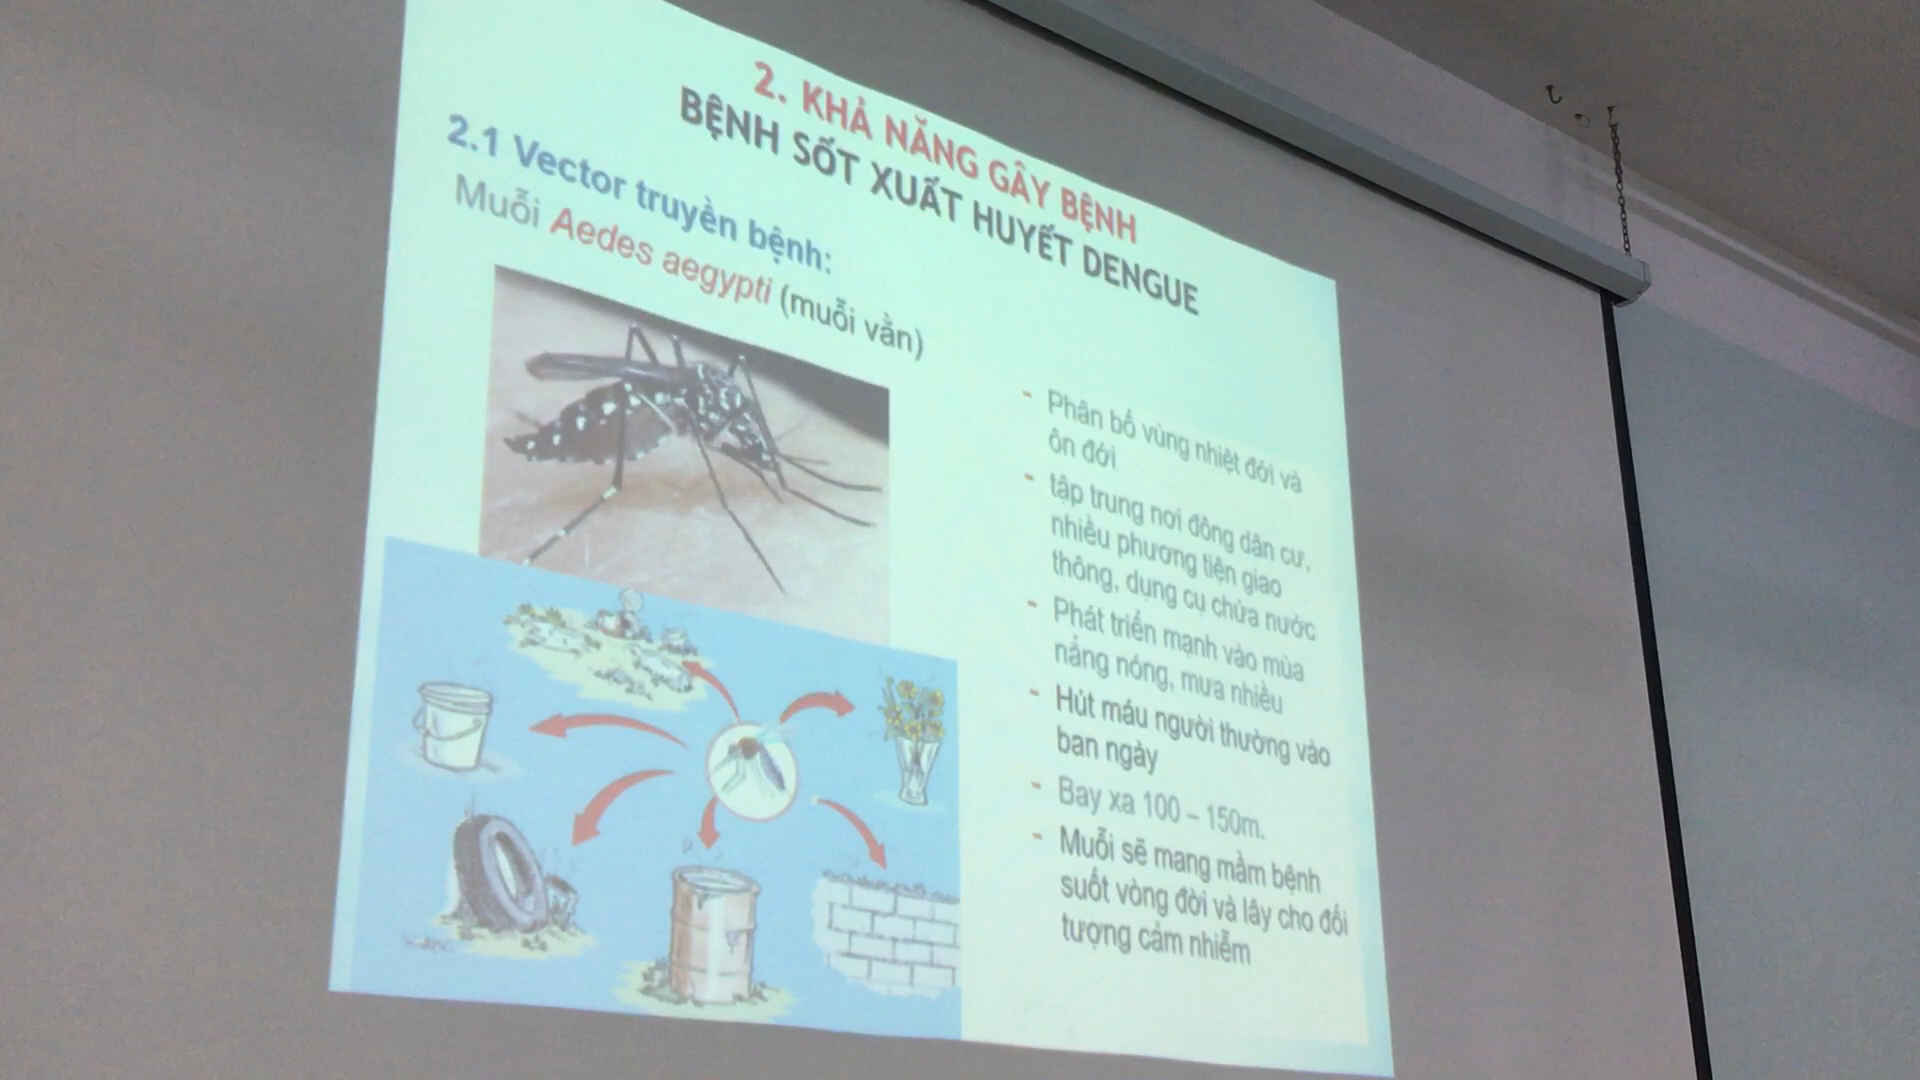 2. KHẢ NĂNG GÂY BỆNH
BỆNH SỐT XUẤT HUYẾT DENGUE
2.1 Vector truyền bệnh:
Muỗi Aedes aegypti (muỗi vằn)
- Phân bố vùng nhiệt đới và
ôn đới
- tập trung nơi đông dân cư,
nhiều phương tiện giao
thông, dụng cụ chứa nước
- Phát triển mạnh vào mùa
nắng nóng, mưa nhiều
- Hút máu người thường vào
ban ngày
- Bay xa 100 – 150m.
- Muỗi sẽ mang mầm bệnh
suốt vòng đời và lây cho đối
tượng cảm nhiễm